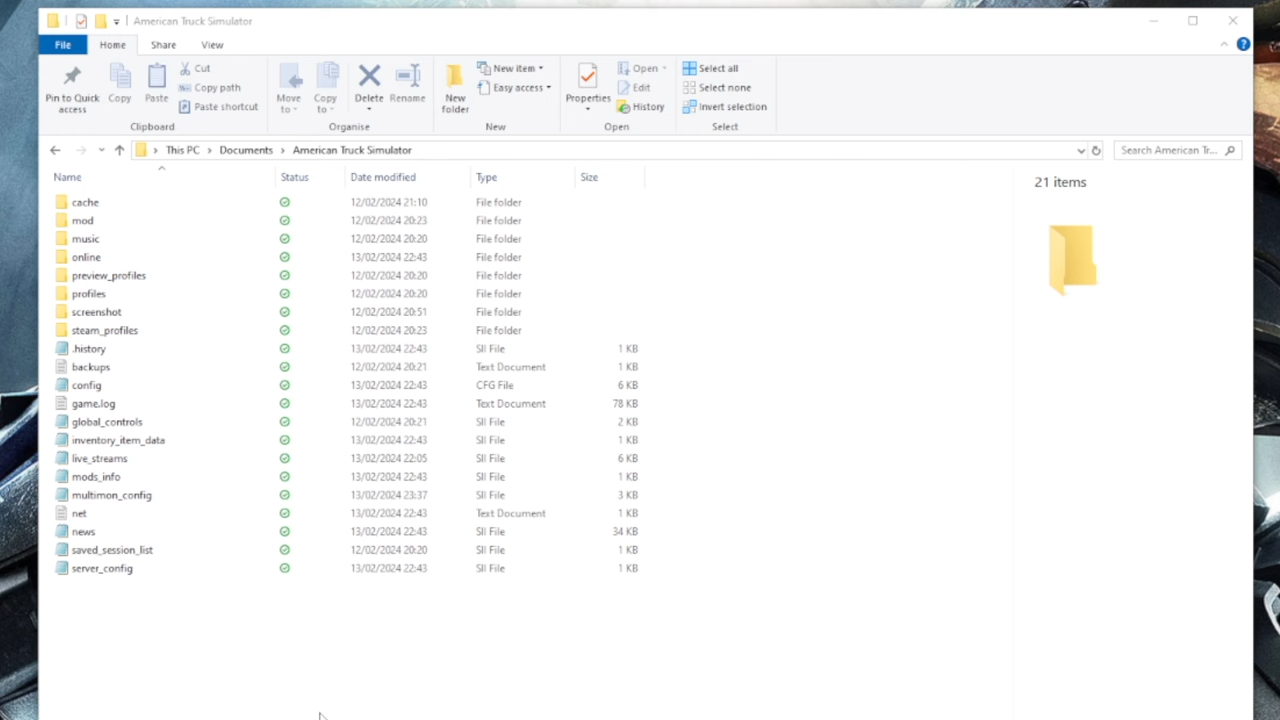 American Truck Simulator
File Home Share View
Pin to Quick access
Copy
Paste
Cut
Copy path
Paste shortcut
Clipboard
Move to
Copy to
Delete
Rename
Organise
New folder
New item
Easy access
New
Properties
Open
Edit
History
Open
Select all
Select none
Invert selection
Select
This PC > Documents > American Truck Simulator
Search American Tr...
Name Status Date modified Type Size
cache 12/02/2024 21:10 File folder
mod 12/02/2024 20:23 File folder
music 12/02/2024 20:20 File folder
online 13/02/2024 22:43 File folder
preview_profiles 12/02/2024 20:20 File folder
profiles 12/02/2024 20:20 File folder
screenshot 12/02/2024 20:51 File folder
steam_profiles 12/02/2024 20:23 File folder
.history 13/02/2024 22:43 SII File 1 KB
backups 12/02/2024 20:21 Text Document 1 KB
config 13/02/2024 22:43 CFG File 6 KB
game.log 13/02/2024 22:43 Text Document 78 KB
global_controls 12/02/2024 20:21 SII File 2 KB
inventory_item_data 13/02/2024 22:43 SII File 1 KB
live_streams 13/02/2024 22:05 SII File 6 KB
mods_info 13/02/2024 22:43 SII File 1 KB
multimon_config 13/02/2024 23:37 SII File 3 KB
net 13/02/2024 22:43 Text Document 1 KB
news 13/02/2024 22:43 SII File 34 KB
saved_session_list 12/02/2024 20:20 SII File 1 KB
server_config 13/02/2024 22:43 SII File 1 KB
21 items